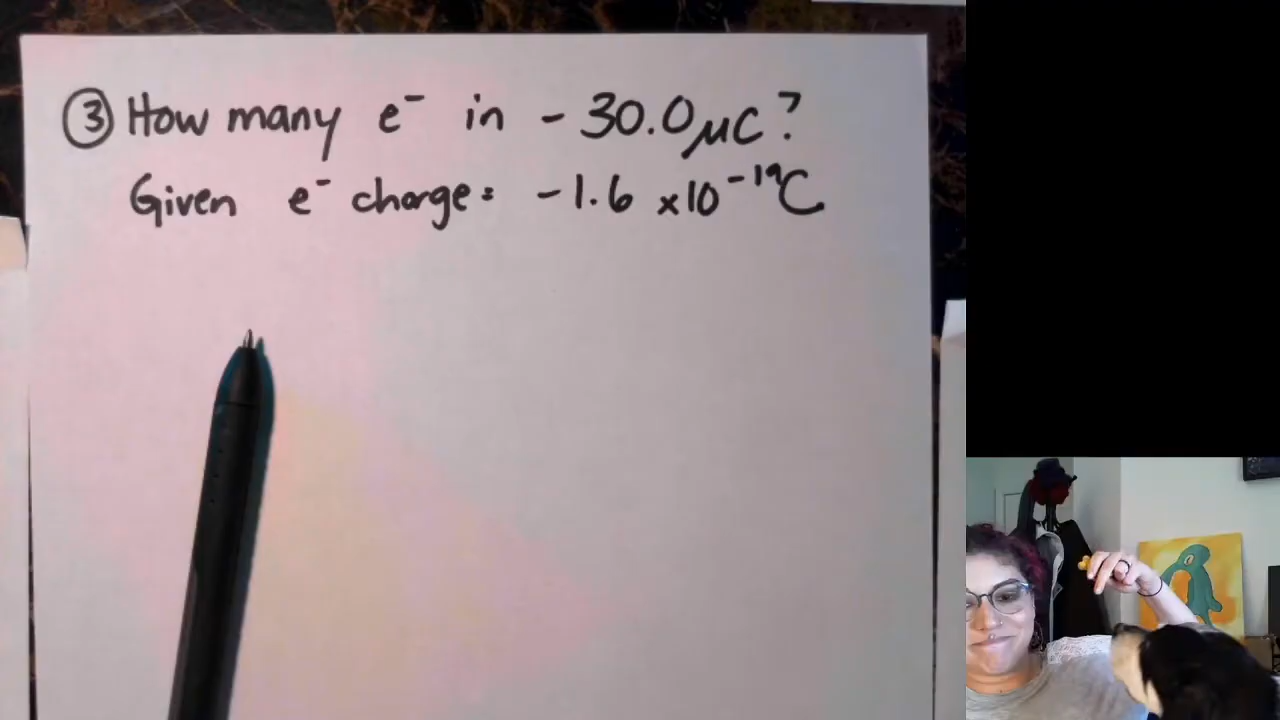 ③ How many e⁻ in - 30.0 μC?
Given e⁻ charge = -1.6 x10⁻¹⁹C